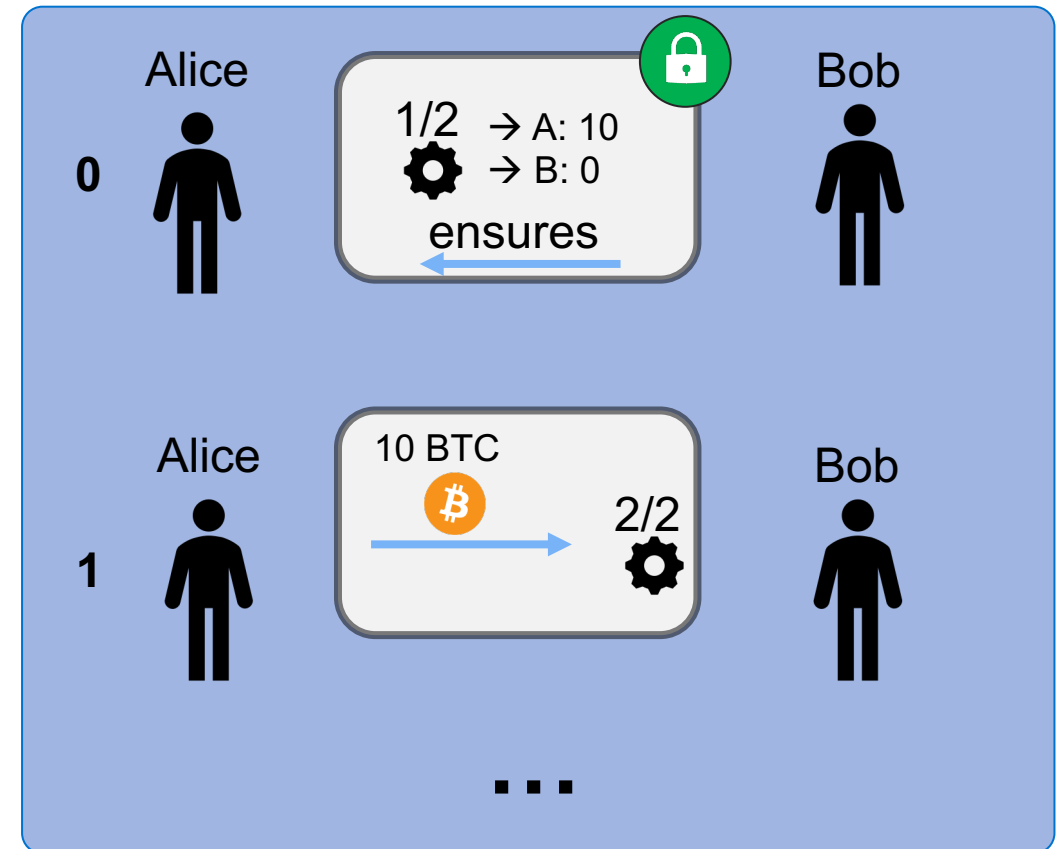 Alice
Bob
0
1/2 → A: 10
→ B: 0
ensures
Alice
Bob
1
10 BTC
2/2
...